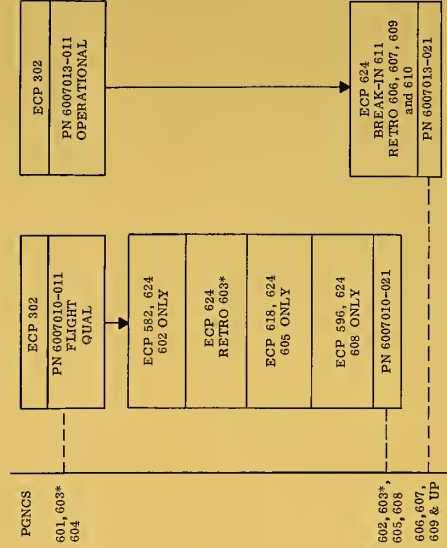 PGNCS
601, 603*
604
602, 603*,
605, 608
606, 607,
609 & UP
ECP 302
PN 6007010-011
FLIGHT
QUAL
ECP 582, 624
602 ONLY
ECP 624
RETRO 603*
ECP 618, 624
605 ONLY
ECP 596, 624
608 ONLY
PN 6007010-021
ECP 302
PN 6007013-011
OPERATIONAL
ECP 624
BREAK-IN 611
RETRO 606, 607, 609
and 610
PN 6007013-021